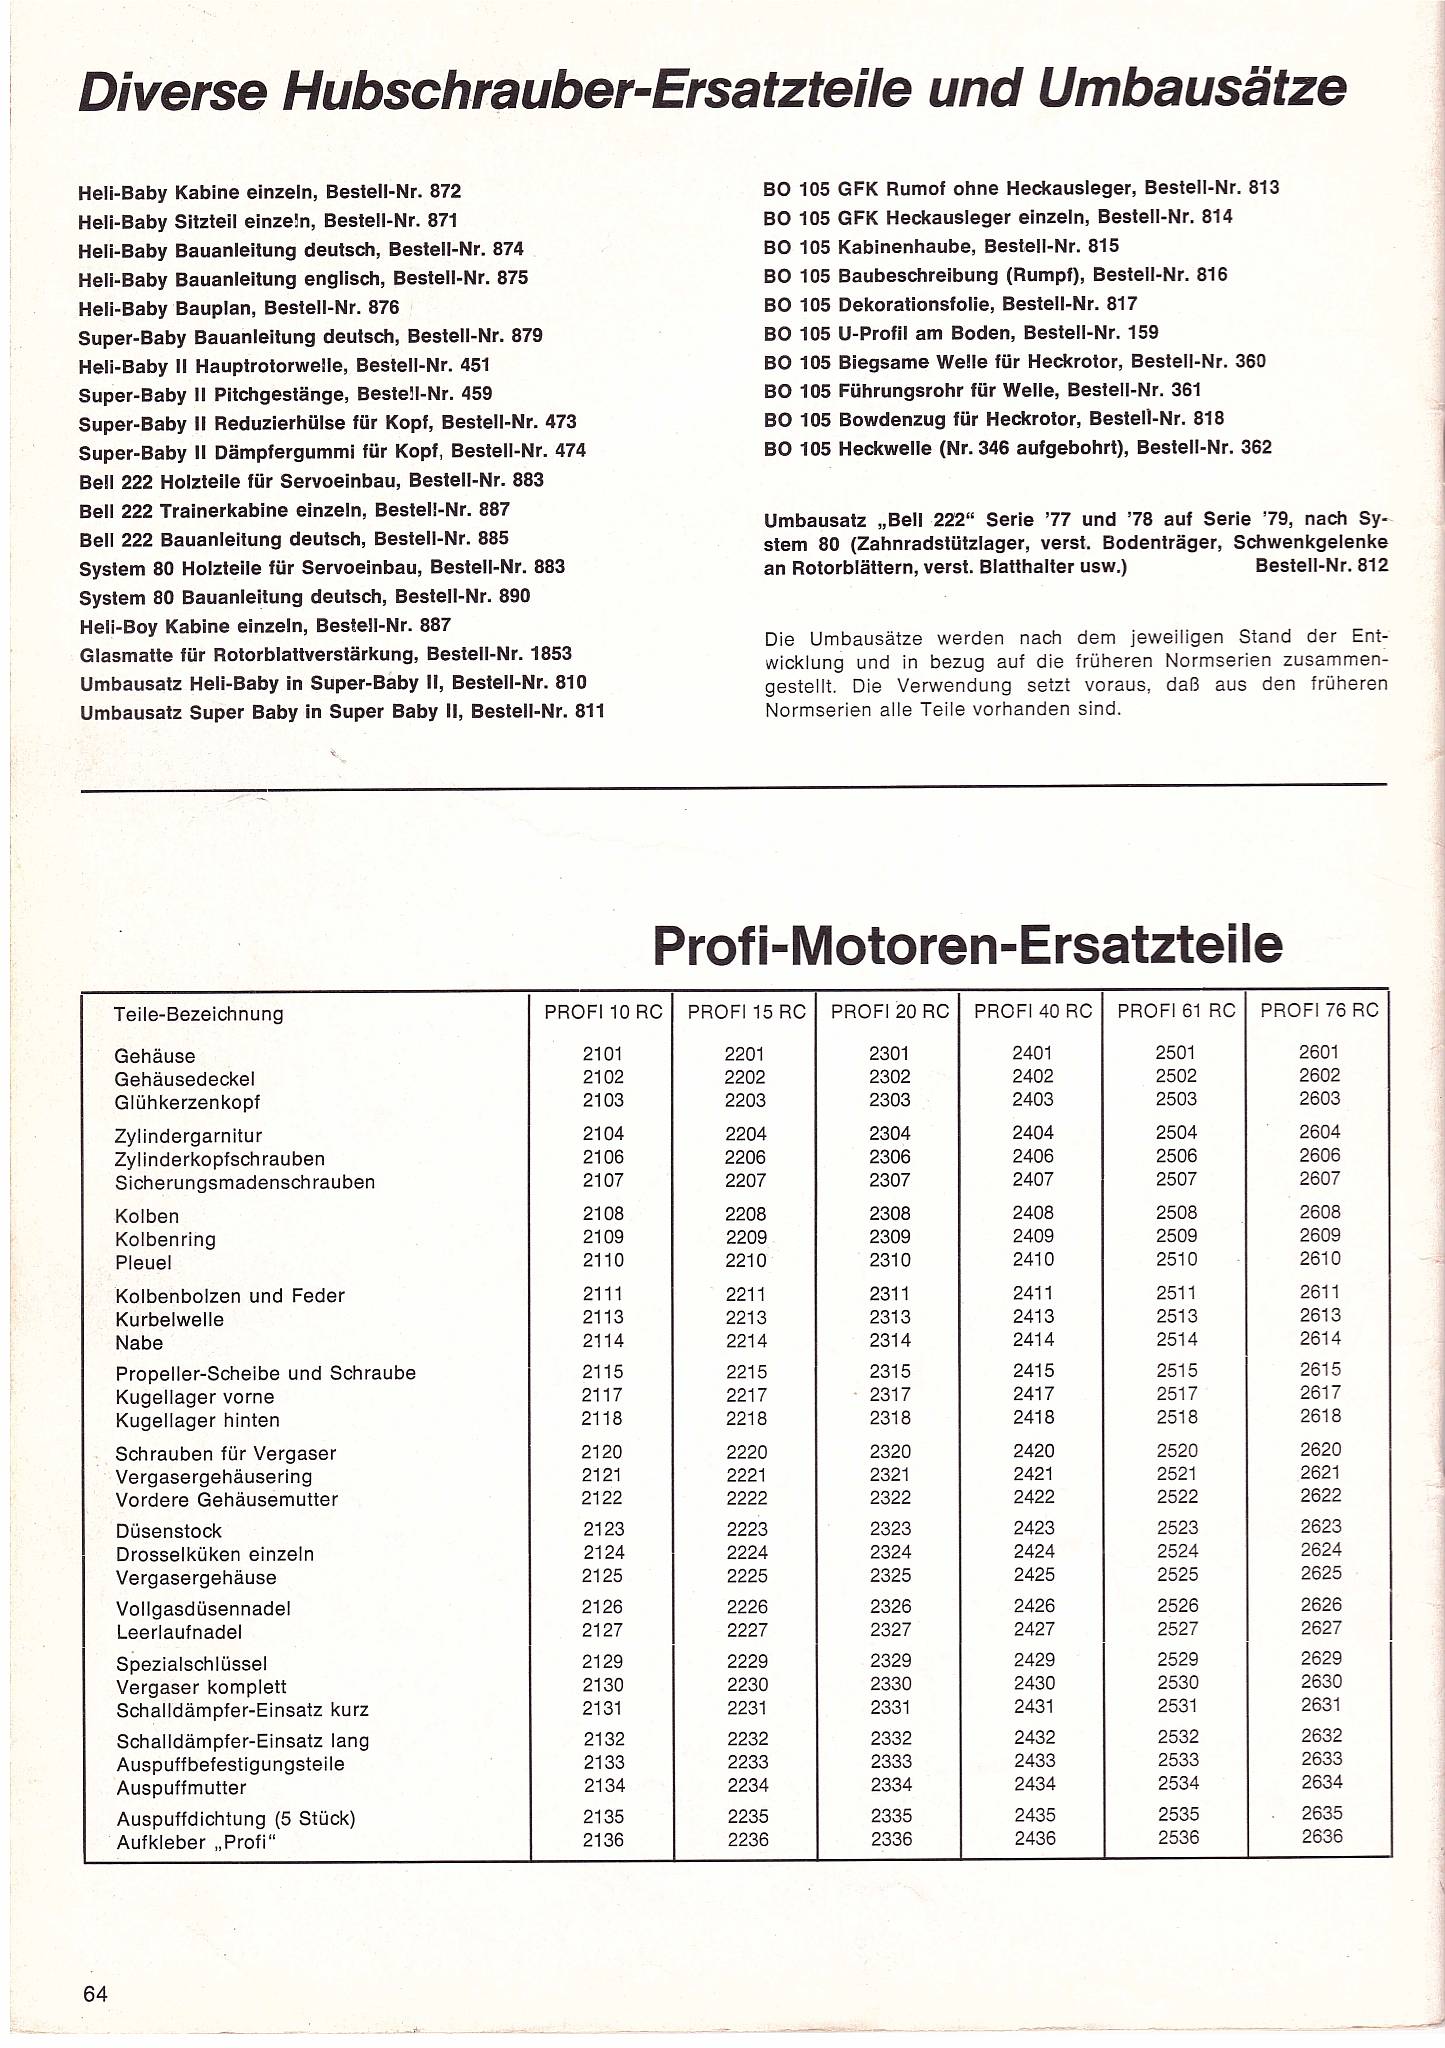 Diverse Hubschrauber-Ersatzteile und Umbausätze
Heli-Baby Kabine einzeln, Bestell-Nr. 872
Heli-Baby Sitzteil einzeln, Bestell-Nr. 871
Heli-Baby Bauanleitung deutsch, Bestell-Nr. 874
Heli-Baby Bauanleitung englisch, Bestell-Nr. 875
Heli-Baby Bauplan, Bestell-Nr. 876
Super-Baby Bauanleitung deutsch, Bestell-Nr. 879
Heli-Baby II Hauptrotorwelle, Bestell-Nr. 451
Super-Baby II Pitchgestänge, Bestell-Nr. 459
Super-Baby II Reduzierhülse für Kopf, Bestell-Nr. 473
Super-Baby II Dämpfergummi für Kopf, Bestell-Nr. 474
Bell 222 Holzteile für Servoeinbau, Bestell-Nr. 883
Bell 222 Trainerkabine einzeln, Bestell-Nr. 887
Bell 222 Bauanleitung deutsch, Bestell-Nr. 885
System 80 Holzteile für Servoeinbau, Bestell-Nr. 883
System 80 Bauanleitung deutsch, Bestell-Nr. 890
Heli-Boy Kabine einzeln, Bestell-Nr. 887
Glasmatte für Rotorblattverstärkung, Bestell-Nr. 1853
Umbausatz Heli-Baby in Super-Baby II, Bestell-Nr. 810
Umbausatz Super Baby in Super Baby II, Bestell-Nr. 811
BO 105 GFK Rumof ohne Heckausleger, Bestell-Nr. 813
BO 105 GFK Heckausleger einzeln, Bestell-Nr. 814
BO 105 Kabinenhaube, Bestell-Nr. 815
BO 105 Baubeschreibung (Rumpf), Bestell-Nr. 816
BO 105 Dekorationsfolie, Bestell-Nr. 817
BO 105 U-Profil am Boden, Bestell-Nr. 159
BO 105 Biegsame Welle für Heckrotor, Bestell-Nr. 360
BO 105 Führungsrohr für Welle, Bestell-Nr. 361
BO 105 Bowdenzug für Heckrotor, Bestell-Nr. 818
BO 105 Heckwelle (Nr. 346 aufgebohrt), Bestell-Nr. 362
Umbausatz „Bell 222“ Serie '77 und '78 auf Serie '79, nach Sy-
stem 80 (Zahnradstützlager, verst. Bodenträger, Schwenkgelenke
an Rotorblättern, verst. Blatthalter usw.) Bestell-Nr. 812
Die Umbausätze werden nach dem jeweiligen Stand der Ent-
wicklung und in bezug auf die früheren Normserien zusammen-
gestellt. Die Verwendung setzt voraus, daß aus den früheren
Normserien alle Teile vorhanden sind.
Profi-Motoren-Ersatzteile
Teile-Bezeichnung PROFI 10 RC PROFI 15 RC PROFI 20 RC PROFI 40 RC PROFI 61 RC PROFI 76 RC
Gehäuse 2101 2201 2301 2401 2501 2601
Gehäusedeckel 2102 2202 2302 2402 2502 2602
Glühkerzenkopf 2103 2203 2303 2403 2503 2603
Zylindergarnitur 2104 2204 2304 2404 2504 2604
Zylinderkopfschrauben 2106 2206 2306 2406 2506 2606
Sicherungsmadenschrauben 2107 2207 2307 2407 2507 2607
Kolben 2108 2208 2308 2408 2508 2608
Kolbenring 2109 2209 2309 2409 2509 2609
Pleuel 2110 2210 2310 2410 2510 2610
Kolbenbolzen und Feder 2111 2211 2311 2411 2511 2611
Kurbelwelle 2113 2213 2313 2413 2513 2613
Nabe 2114 2214 2314 2414 2514 2614
Propeller-Scheibe und Schraube 2115 2215 2315 2415 2515 2615
Kugellager vorne 2117 2217 2317 2417 2517 2617
Kugellager hinten 2118 2218 2318 2418 2518 2618
Schrauben für Vergaser 2120 2220 2320 2420 2520 2620
Vergasergehäusering 2121 2221 2321 2421 2521 2621
Vordere Gehäusemutter 2122 2222 2322 2422 2522 2622
Düsenstock 2123 2223 2323 2423 2523 2623
Drosselküken einzeln 2124 2224 2324 2424 2524 2624
Vergasergehäuse 2125 2225 2325 2425 2525 2625
Vollgasdüsennadel 2126 2226 2326 2426 2526 2626
Leerlaufnadel 2127 2227 2327 2427 2527 2627
Spezialschlüssel 2129 2229 2329 2429 2529 2629
Vergaser komplett 2130 2230 2330 2430 2530 2630
Schalldämpfer-Einsatz kurz 2131 2231 2331 2431 2531 2631
Schalldämpfer-Einsatz lang 2132 2232 2332 2432 2532 2632
Auspuffbefestigungsteile 2133 2233 2333 2433 2533 2633
Auspuffmutter 2134 2234 2334 2434 2534 2634
Auspuffdichtung (5 Stück) 2135 2235 2335 2435 2535 2635
Aufkleber „Profi“ 2136 2236 2336 2436 2536 2636
64